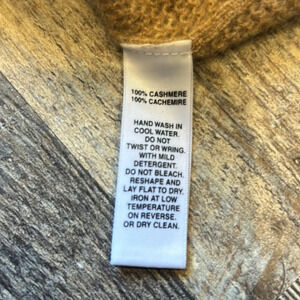 100% CASHMERE
100% CACHEMIRE
HAND WASH IN
COOL WATER.
DO NOT
TWIST OR WRING.
WITH MILD
DETERGENT.
DO NOT BLEACH.
RESHAPE AND
LAY FLAT TO DRY.
IRON AT LOW
TEMPERATURE
ON REVERSE.
OR DRY CLEAN.